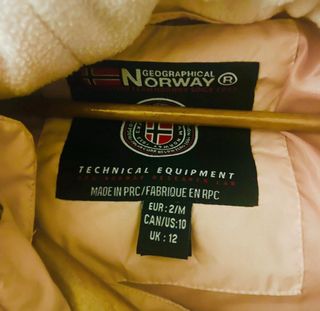 GEOGRAPHICAL
NORWAY ®
TECHNICAL EQUIPMENT
MADE IN PRC/FABRIQUE EN RPC
EUR: 2/M
CAN/US: 10
UK: 12